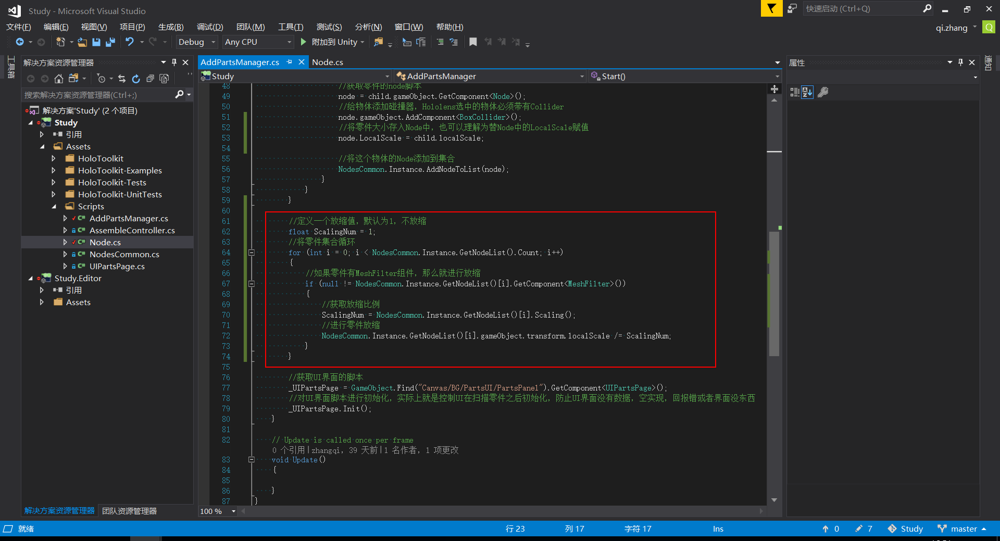 Study - Microsoft Visual Studio
快速启动 (Ctrl+Q)
文件(F) 编辑(E) 视图(V) 项目(P) 生成(B) 调试(D) 团队(M) 工具(T) 测试(S) 分析(N) 窗口(W) 帮助(H)
qi.zhang Q
Debug Any CPU 附加到 Unity
工具箱
解决方案资源管理器
搜索解决方案资源管理器(Ctrl+;)
解决方案'Study' (2 个项目)
Study
引用
Assets
HoloToolkit
HoloToolkit-Examples
HoloToolkit-Tests
HoloToolkit-UnitTests
Scripts
C# AddPartsManager.cs
C# AssembleController.cs
C# Node.cs
C# NodesCommon.cs
C# UIPartsPage.cs
Study.Editor
引用
Assets
解决方案资源管理器 团队资源管理器
AddPartsManager.cs Node.cs
Study AddPartsManager Start()
48 //获取零件的node脚本
49 node = child.gameObject.GetComponent<Node>();
50 //给物体添加碰撞器，Hololens选中的物体必须带有Collider
51 node.gameObject.AddComponent<BoxCollider>();
52 //将零件大小存入Node中，也可以理解为替Node中的LocalScale赋值
53 node.LocalScale = child.localScale;
54
55 //将这个物体的Node添加到集合
56 NodesCommon.Instance.AddNodeToList(node);
57 }
58 }
59 }
60
61 //定义一个放缩值，默认为1，不放缩
62 float ScalingNum = 1;
63 //将零件集合循环
64 for (int i = 0; i < NodesCommon.Instance.GetNodeList().Count; i++)
65 {
66 //如果零件有MeshFilter组件，那么就进行放缩
67 if (null != NodesCommon.Instance.GetNodeList()[i].GetComponent<MeshFilter>())
68 {
69 //获取放缩比例
70 ScalingNum = NodesCommon.Instance.GetNodeList()[i].Scaling();
71 //进行零件放缩
72 NodesCommon.Instance.GetNodeList()[i].gameObject.transform.localScale /= ScalingNum;
73 }
74 }
75
76 //获取UI界面的脚本
77 _UIPartsPage = GameObject.Find("Canvas/BG/PartsUI/PartsPanel").GetComponent<UIPartsPage>();
78 //对UI界面脚本进行初始化，实际上就是控制UI在扫描零件之后初始化，防止UI界面没有数据，空实现，回报错或者界面没东西
79 _UIPartsPage.Init();
80 }
81
82 // Update is called once per frame
0 个引用|zhangqi，39 天前|1 名作者，1 项更改
83 void Update()
84 {
85
86 }
87 }
100 %
属性
通知
就绪 行 23 列 17 字符 17 Ins 0 7 Study master